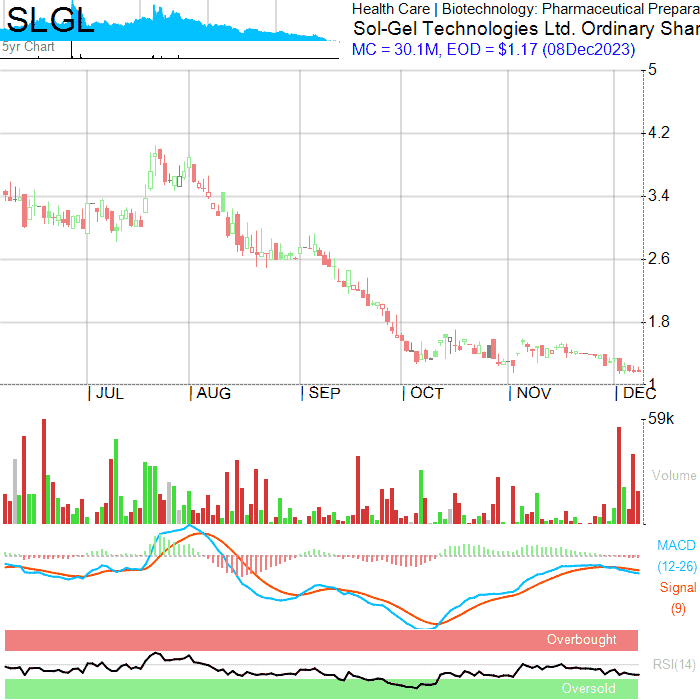 SLGL
5yr Chart
Health Care | Biotechnology: Pharmaceutical Prepara
Sol-Gel Technologies Ltd. Ordinary Shar
MC = 30.1M, EOD = $1.17 (08Dec2023)
5
4.2
3.4
2.6
1.8
1
JUL
AUG
SEP
OCT
NOV
DEC
59k
Volume
MACD
(12-26)
Signal
(9)
Overbought
RSI(14)
Oversold